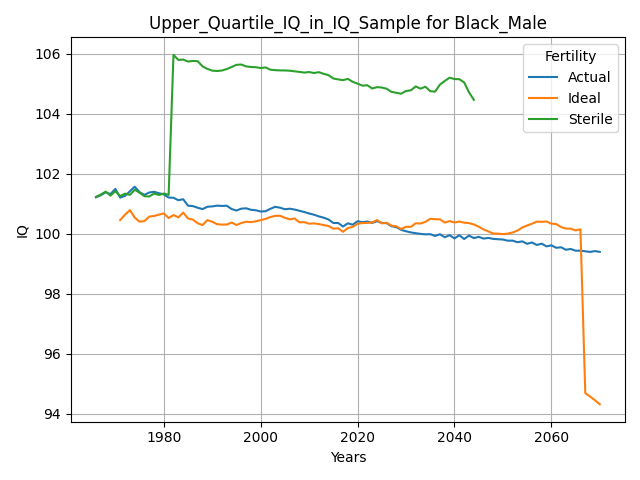 Upper_Quartile_IQ_in_IQ_Sample for Black_Male
Fertility
Actual
Ideal
Sterile
106
104
102
100
98
96
94
IQ
1980
2000
2020
2040
2060
Years